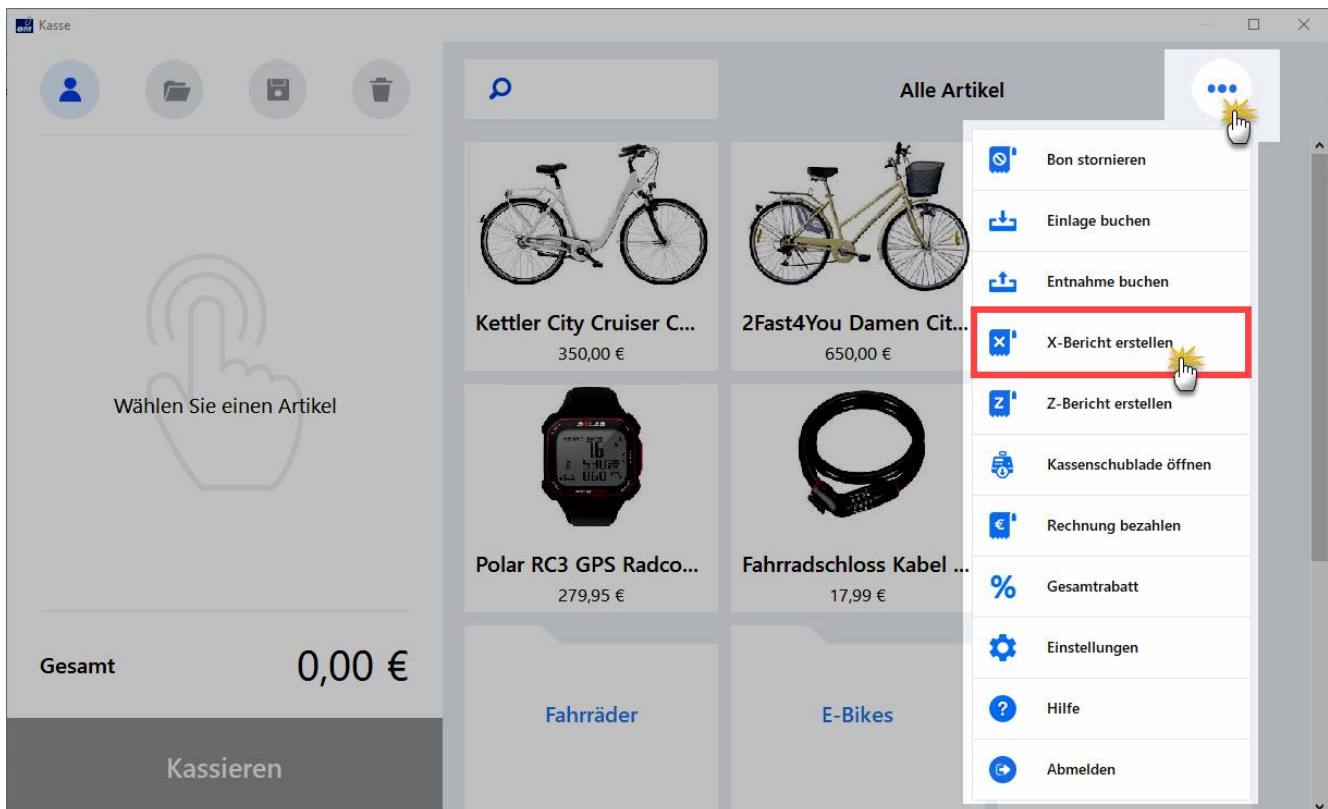 Kasse
Alle Artikel
Wählen Sie einen Artikel
Gesamt
0,00 €
Kassieren
Kettler City Cruiser C...
350,00 €
2Fast4You Damen Cit...
650,00 €
Polar RC3 GPS Radco...
279,95 €
Fahrradschloss Kabel ...
17,99 €
Fahrräder
E-Bikes
Bon stornieren
Einlage buchen
Entnahme buchen
X-Bericht erstellen
Z-Bericht erstellen
Kassenschublade öffnen
Rechnung bezahlen
Gesamtrabatt
Einstellungen
Hilfe
Abmelden